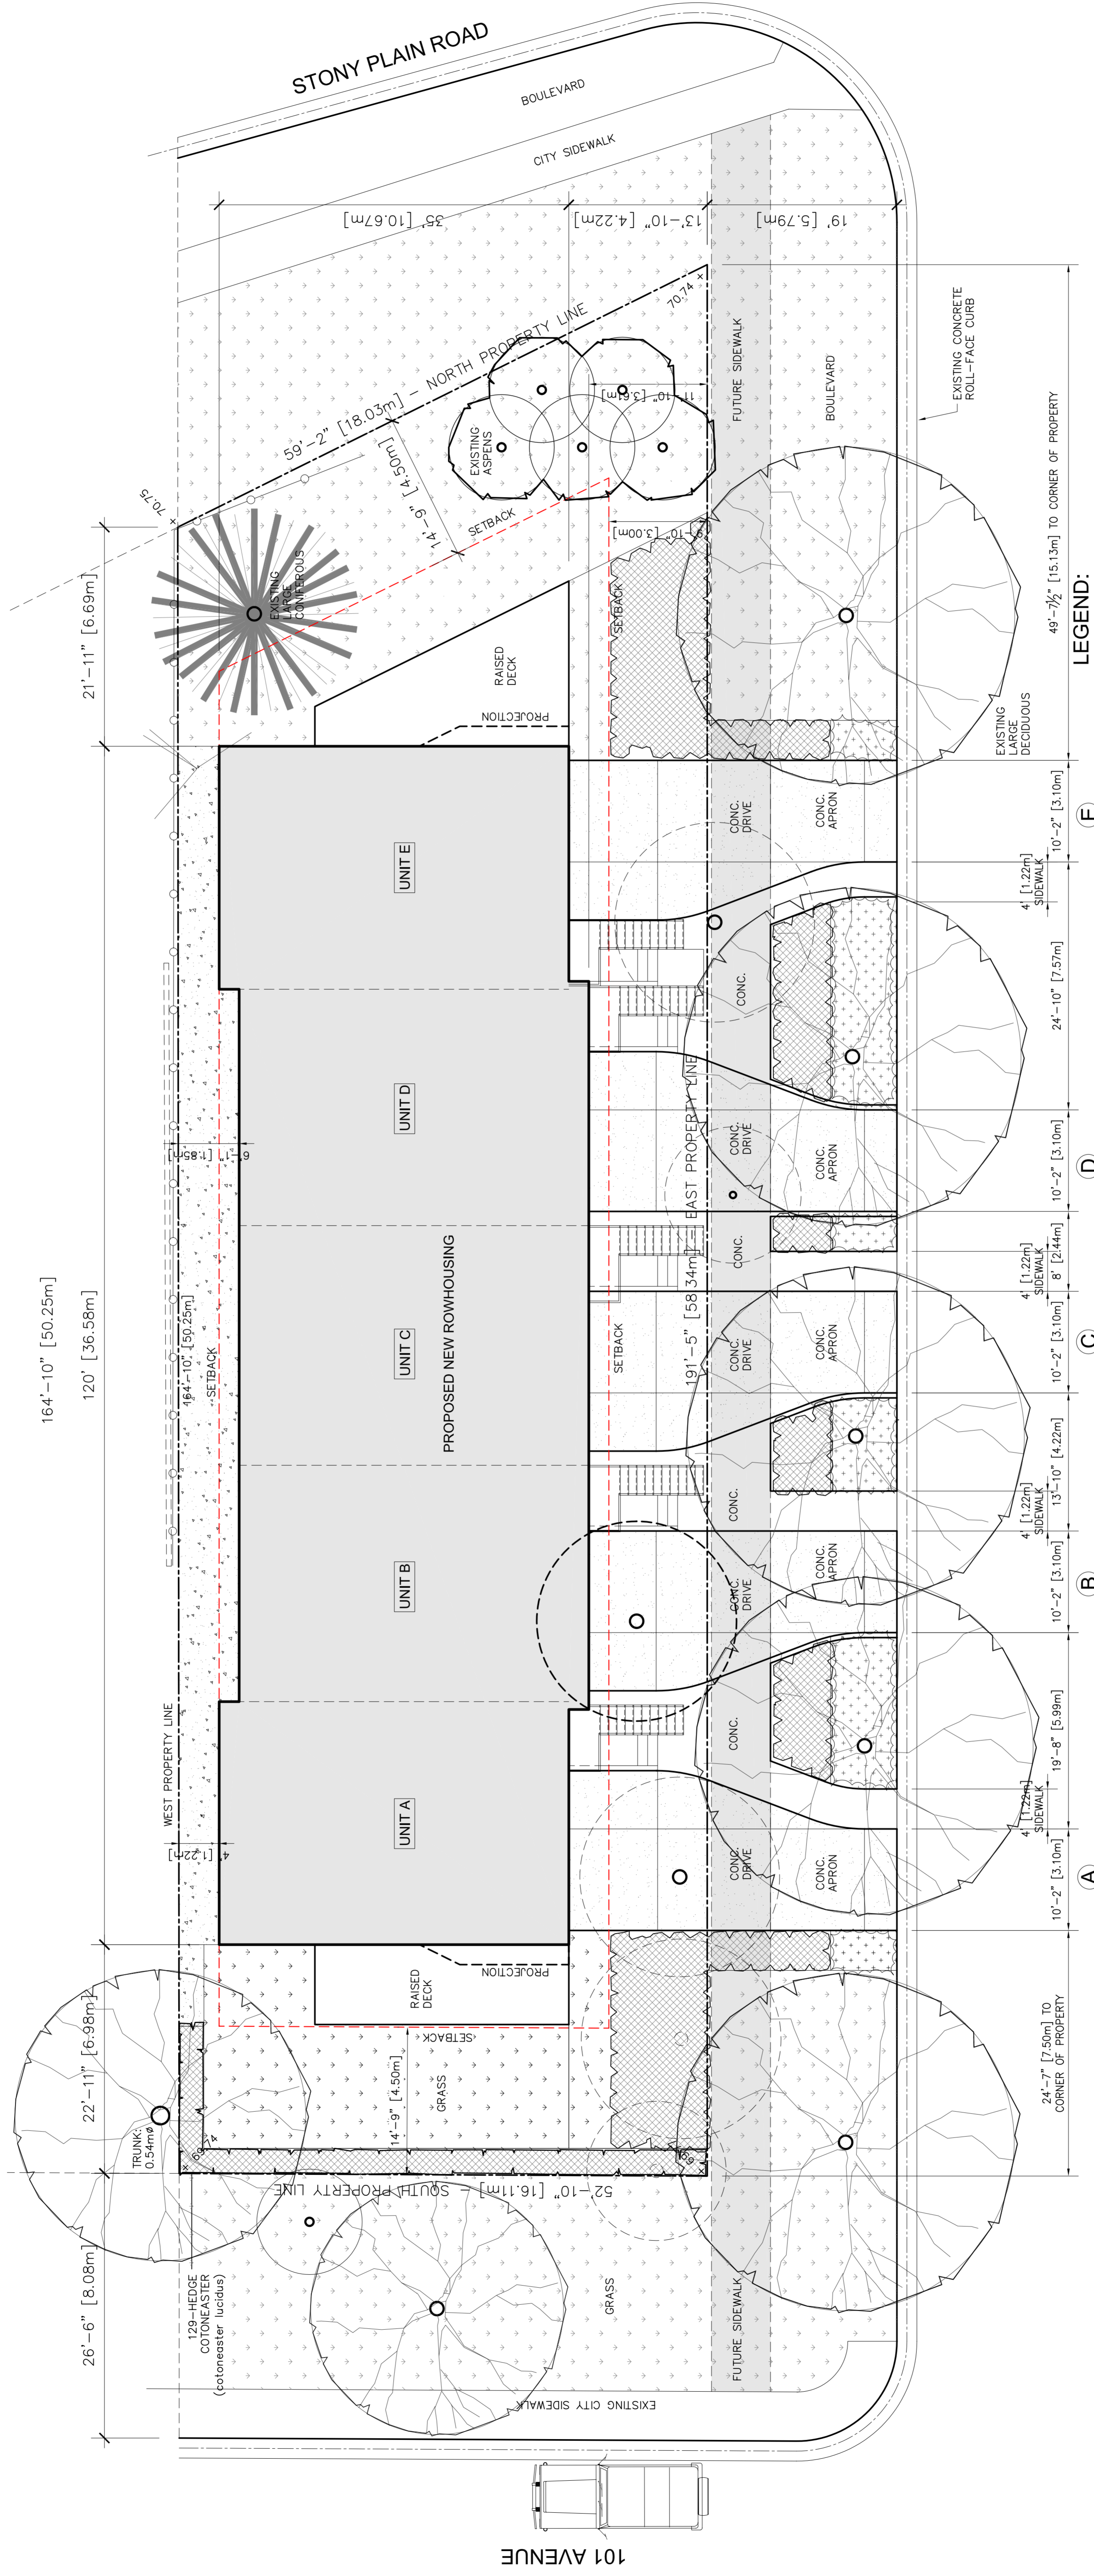 STONY PLAIN ROAD
BOULEVARD
CITY SIDEWALK
35' [10.67m]
13'-10" [4.22m]
19' [5.79m]
70.74
70.75
59'-2" [18.03m] - NORTH PROPERTY LINE
14'-9" [4.50m]
SETBACK
EXISTING
ASPENS
11'-10" [3.61m]
9'-10" [3.00m]
SETBACK
FUTURE SIDEWALK
BOULEVARD
EXISTING CONCRETE
ROLL-FACE CURB
49'-7½" [15.13m] TO CORNER OF PROPERTY
LEGEND:
21'-11" [6.69m]
EXISTING
LARGE
CONIFEROUS
RAISED
DECK
PROJECTION
EXISTING
LARGE
DECIDUOUS
164'-10" [50.25m]
120' [36.58m]
164'-10" [50.25m]
SETBACK
WEST PROPERTY LINE
6'-1" [1.85m]
4' [1.22m]
UNIT E
UNIT D
UNIT C
UNIT B
UNIT A
PROPOSED NEW ROWHOUSING
SETBACK
191'-5" [58.34m] - EAST PROPERTY LINE
CONC.
DRIVE
CONC.
APRON
10'-2" [3.10m]
E
4' [1.22m]
SIDEWALK
CONC.
24'-10" [7.57m]
CONC.
DRIVE
CONC.
APRON
10'-2" [3.10m]
D
CONC.
8' [2.44m]
4' [1.22m]
SIDEWALK
CONC.
DRIVE
CONC.
APRON
10'-2" [3.10m]
C
CONC.
13'-10" [4.22m]
4' [1.22m]
SIDEWALK
CONC.
DRIVE
CONC.
APRON
10'-2" [3.10m]
B
CONC.
19'-8" [5.99m]
4' [1.22m]
SIDEWALK
CONC.
DRIVE
CONC.
APRON
10'-2" [3.10m]
A
RAISED
DECK
PROJECTION
SETBACK
22'-11" [6.98m]
14'-9" [4.50m]
GRASS
TRUNK:
0.54mø
69.74
52'-10" [16.11m] - SOUTH PROPERTY LINE
24'-7" [7.50m] TO
CORNER OF PROPERTY
26'-6" [8.08m]
129-HEDGE
COTONEASTER
(cotoneaster lucidus)
GRASS
FUTURE SIDEWALK
EXISTING CITY SIDEWALK
101 AVENUE